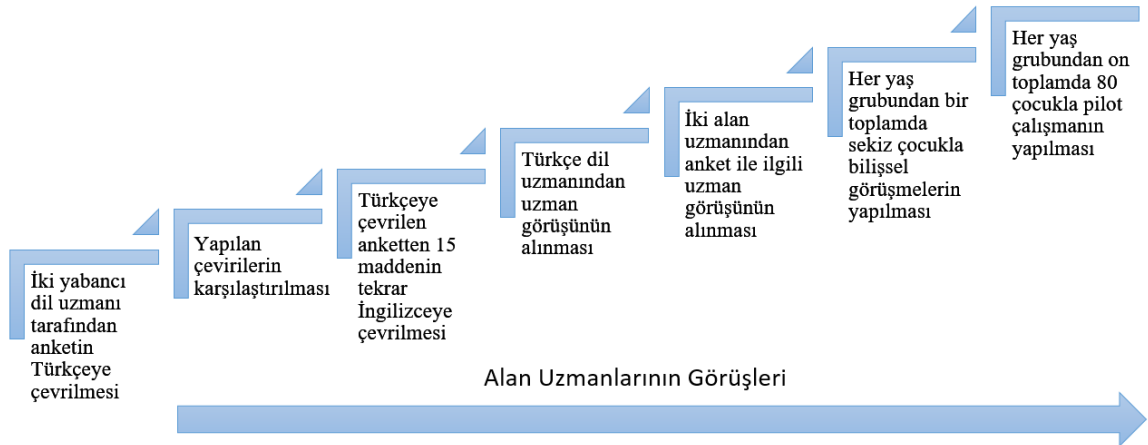 İki yabancı
dil uzmanı
tarafından
anketin
Türkçeye
çevrilmesi
Yapılan
çevirilerin
karşılaştırılması
Türkçeye
çevrilen
anketten 15
maddenin
tekrar
İngilizceye
çevrilmesi
Türkçe dil
uzmanından
uzman
görüşünün
alınması
İki alan
uzmanından
anket ile ilgili
uzman
görüşünün
alınması
Her yaş
grubundan bir
toplamda
sekiz çocukla
bilişsel
görüşmelerin
yapılması
Her yaş
grubundan on
toplamda 80
çocukla pilot
çalışmanın
yapılması
Alan Uzmanlarının Görüşleri